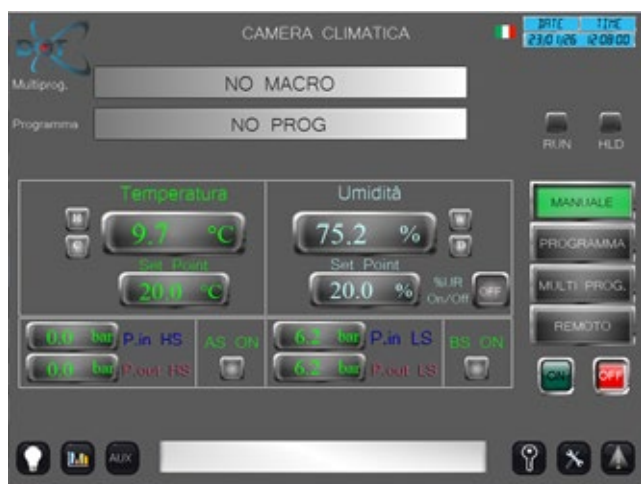 CAMERA CLIMATICA
DATE TIME
23/01/26 12:08:00
Multiprog.
NO MACRO
Programma
NO PROG
RUN HLD
Temperatura
Umidità
9.7 °C
75.2 %
Set Point
Set Point
20.0 °C
20.0 %
%UR
On/Off
OFF
MANUALE
PROGRAMMA
MULTI PROG.
REMOTO
0.0 bar P.in HS
AS ON
6.2 bar P.in LS
BS ON
0.0 bar P.out HS
6.2 bar P.out LS
ON
OFF
AUX